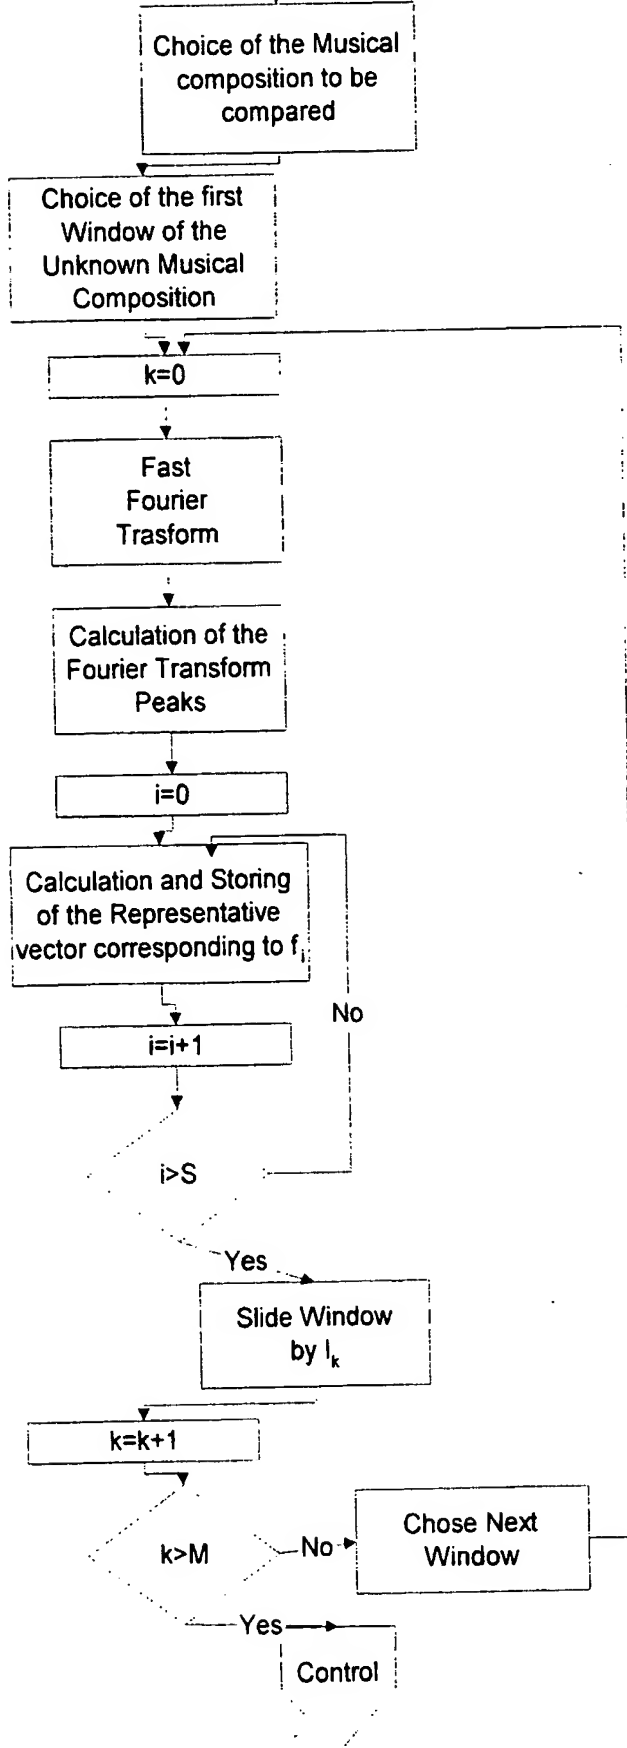 Choice of the Musical
composition to be
compared
Choice of the first
Window of the
Unknown Musical
Composition
k=0
Fast
Fourier
Trasform
Calculation of the
Fourier Transform
Peaks
i=0
Calculation and Storing
of the Representative
vector corresponding to fi
No
i=i+1
i>S
Yes
Slide Window
by lk
k=k+1
k>M
No
Chose Next
Window
Yes
Control